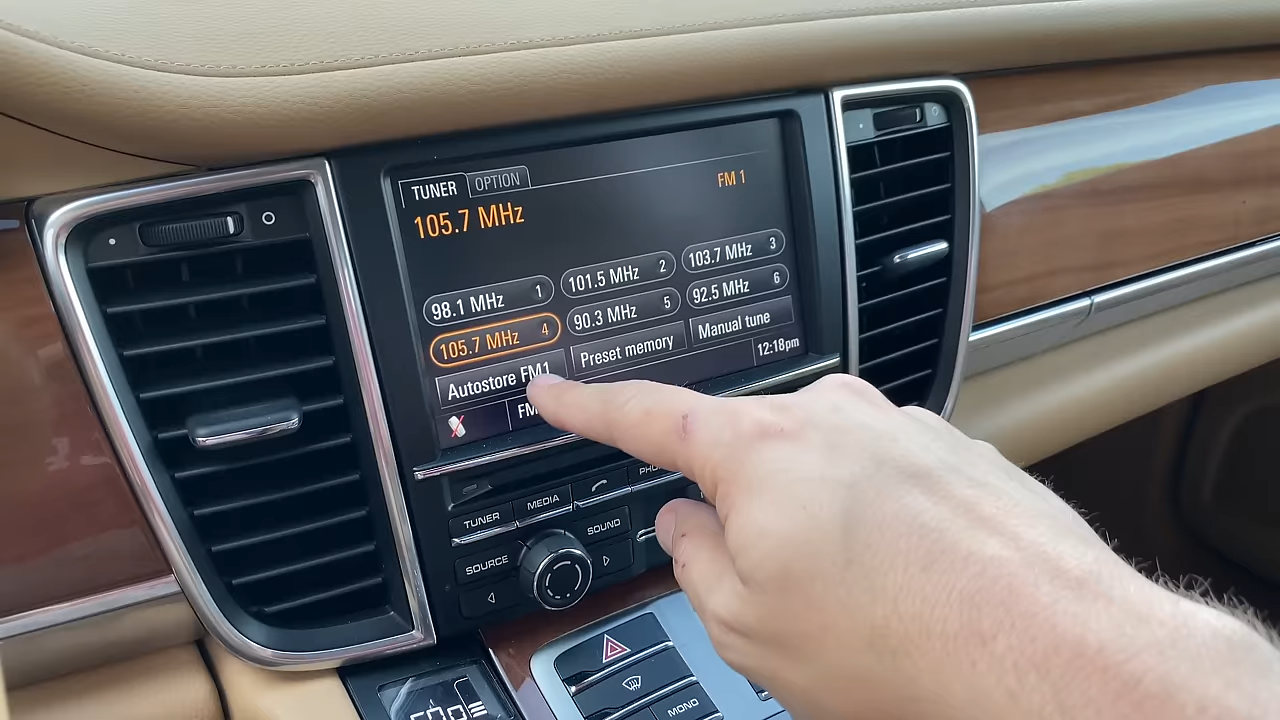 TUNER OPTION
FM 1
105.7 MHz
98.1 MHz 1
101.5 MHz 2
103.7 MHz 3
105.7 MHz 4
90.3 MHz 5
92.5 MHz 6
Autostore FM1
Preset memory
Manual tune
12:18pm
TUNER
MEDIA
SOURCE
SOUND
MONO